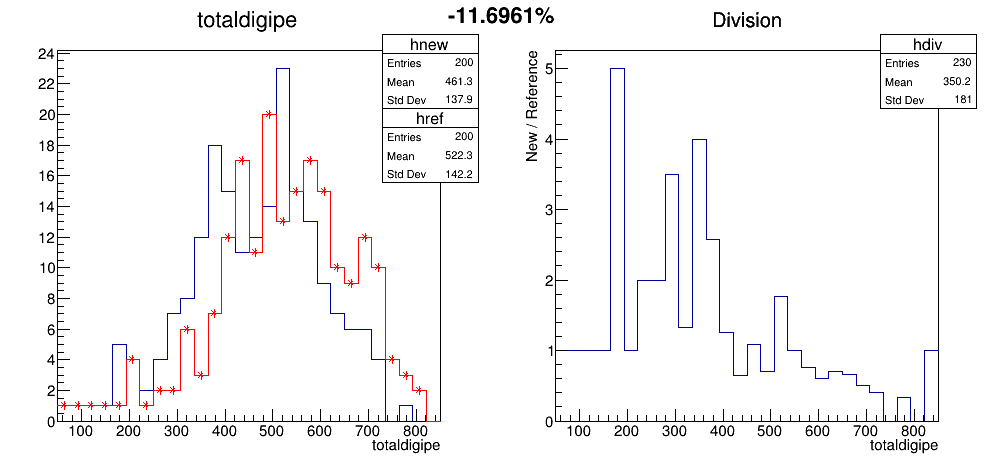 -11.6961%
totaldigipe
hnew
Entries 200
Mean 461.3
Std Dev 137.9
href
Entries 200
Mean 522.3
Std Dev 142.2
24
22
20
18
16
14
12
10
8
6
4
2
0
100 200 300 400 500 600 700 800
totaldigipe
Division
hdiv
Entries 230
Mean 350.2
Std Dev 181
New / Reference
5
4
3
2
1
0
100 200 300 400 500 600 700 800
totaldigipe